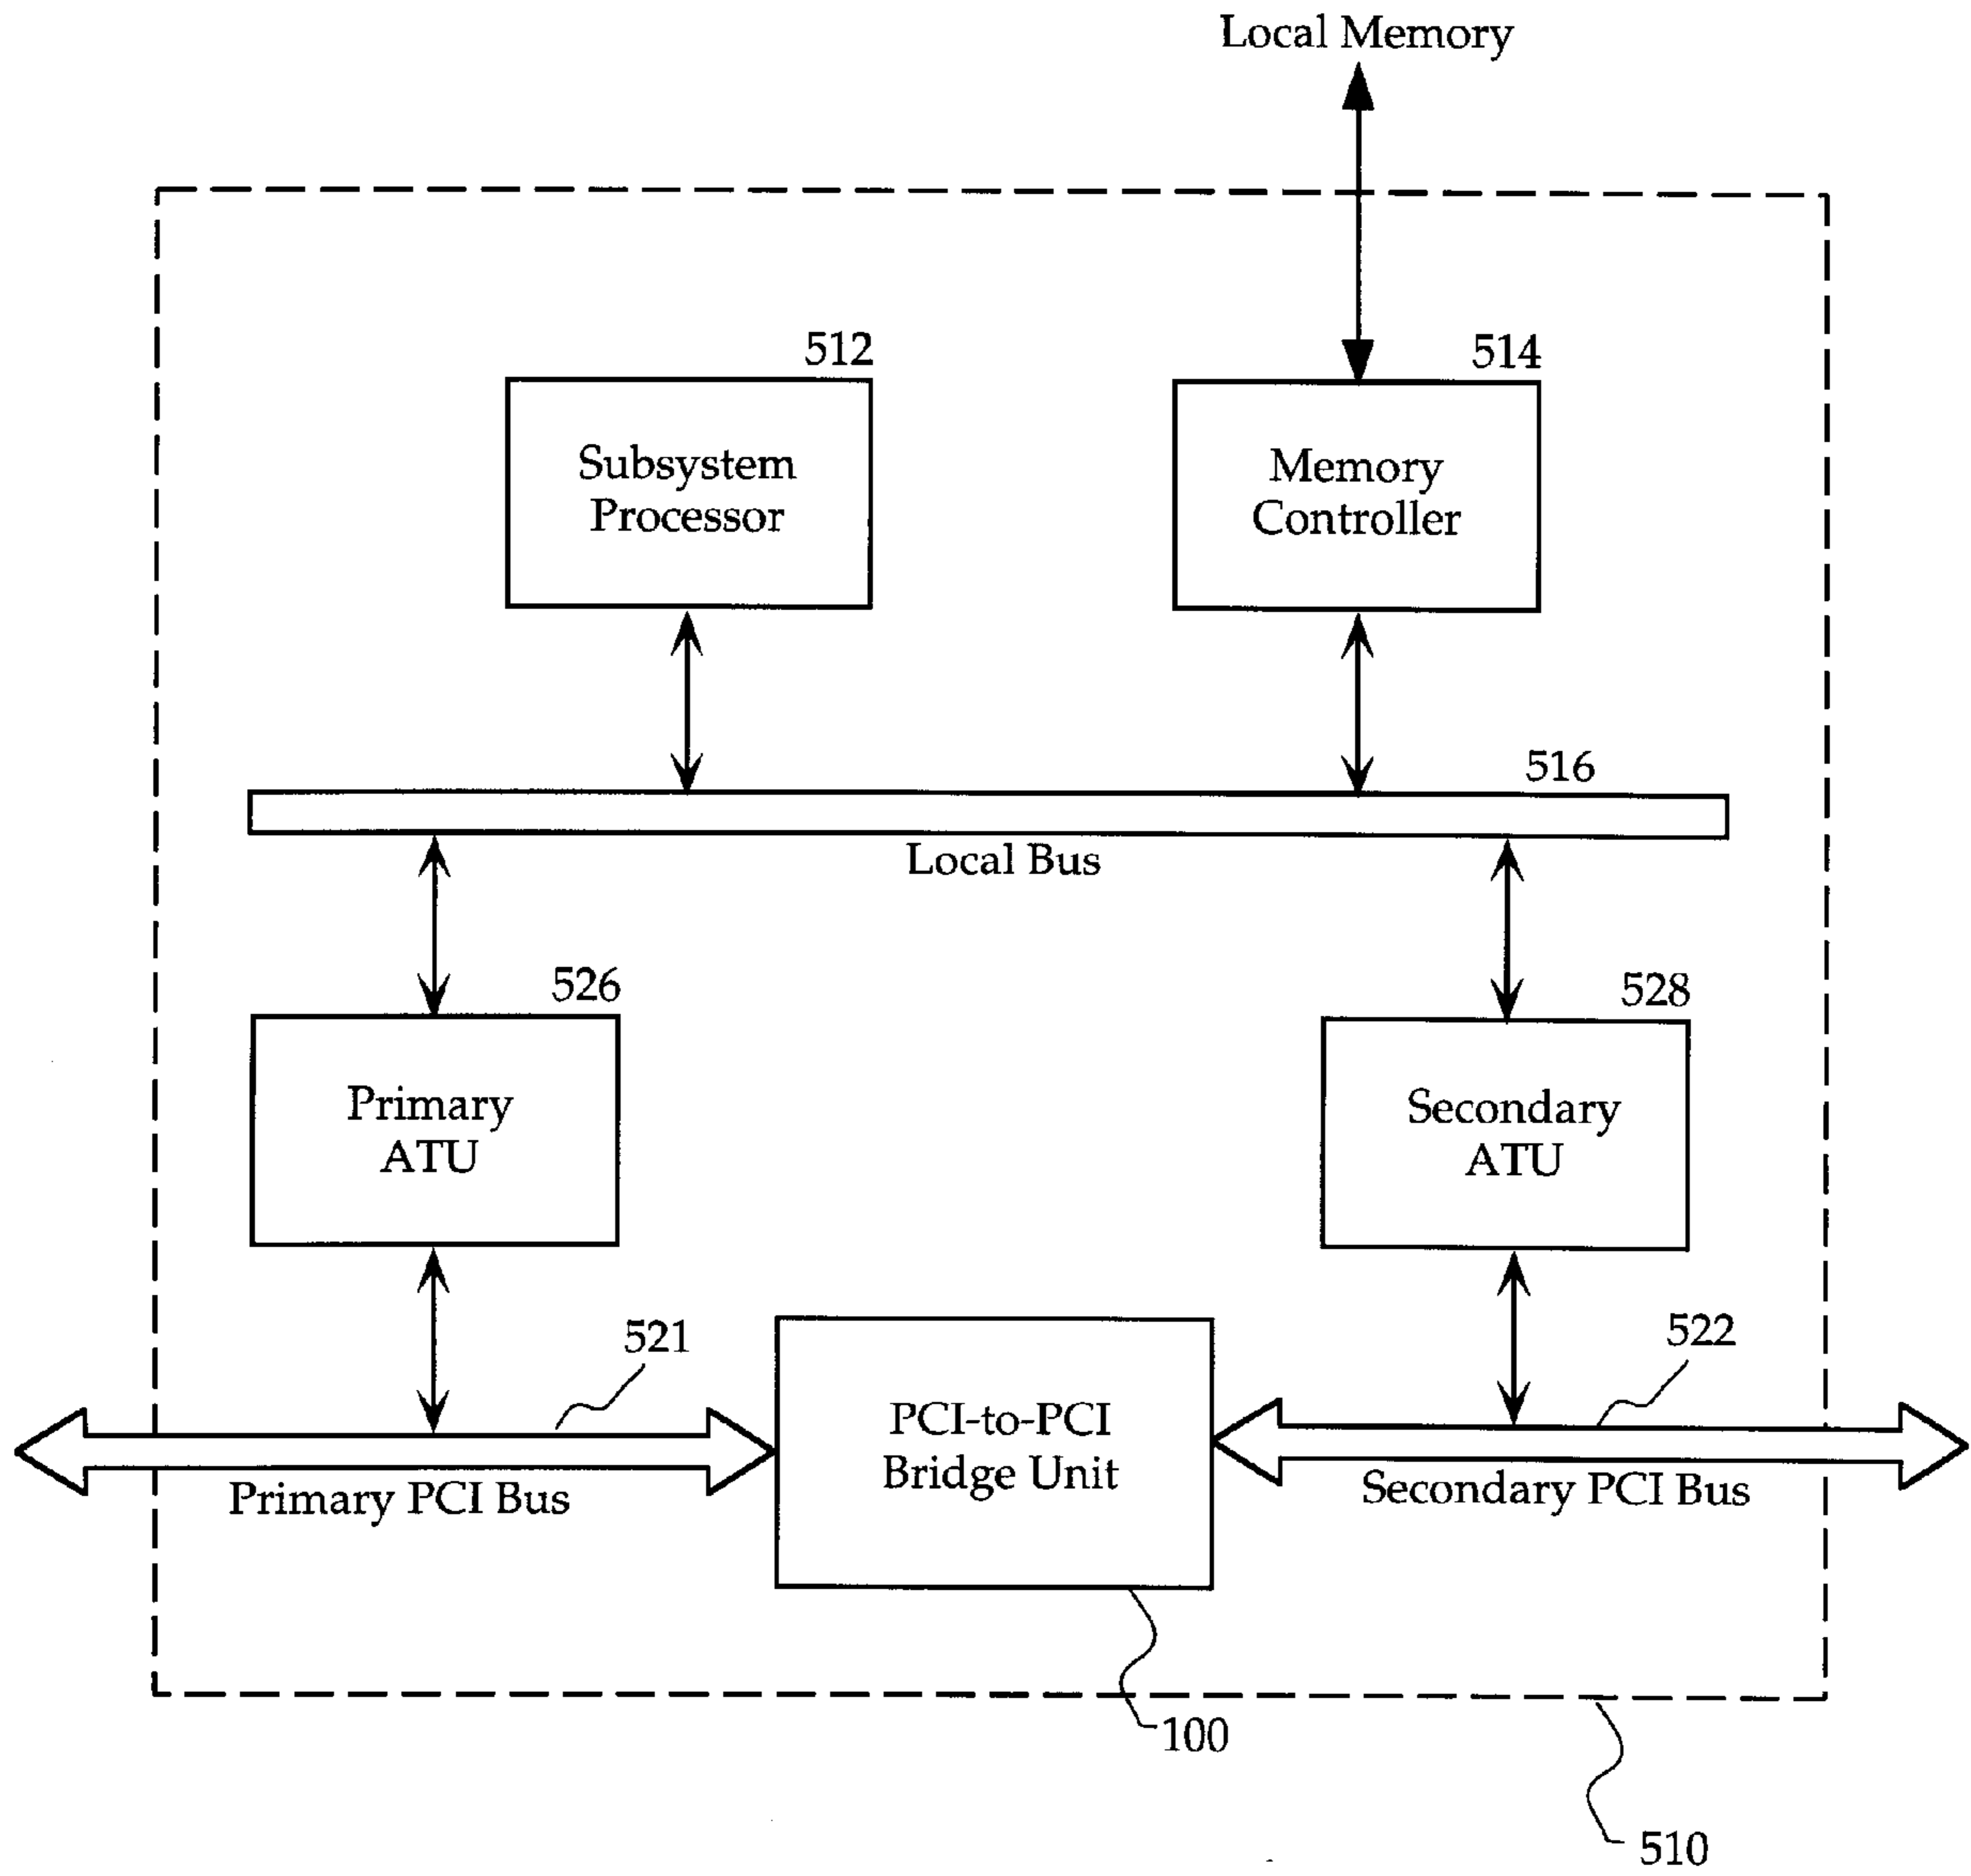 Local Memory
512
514
Subsystem
Processor
Memory
Controller
516
Local Bus
526
528
Primary
ATU
Secondary
ATU
521
522
PCI-to-PCI
Bridge Unit
Primary PCI Bus
Secondary PCI Bus
100
510